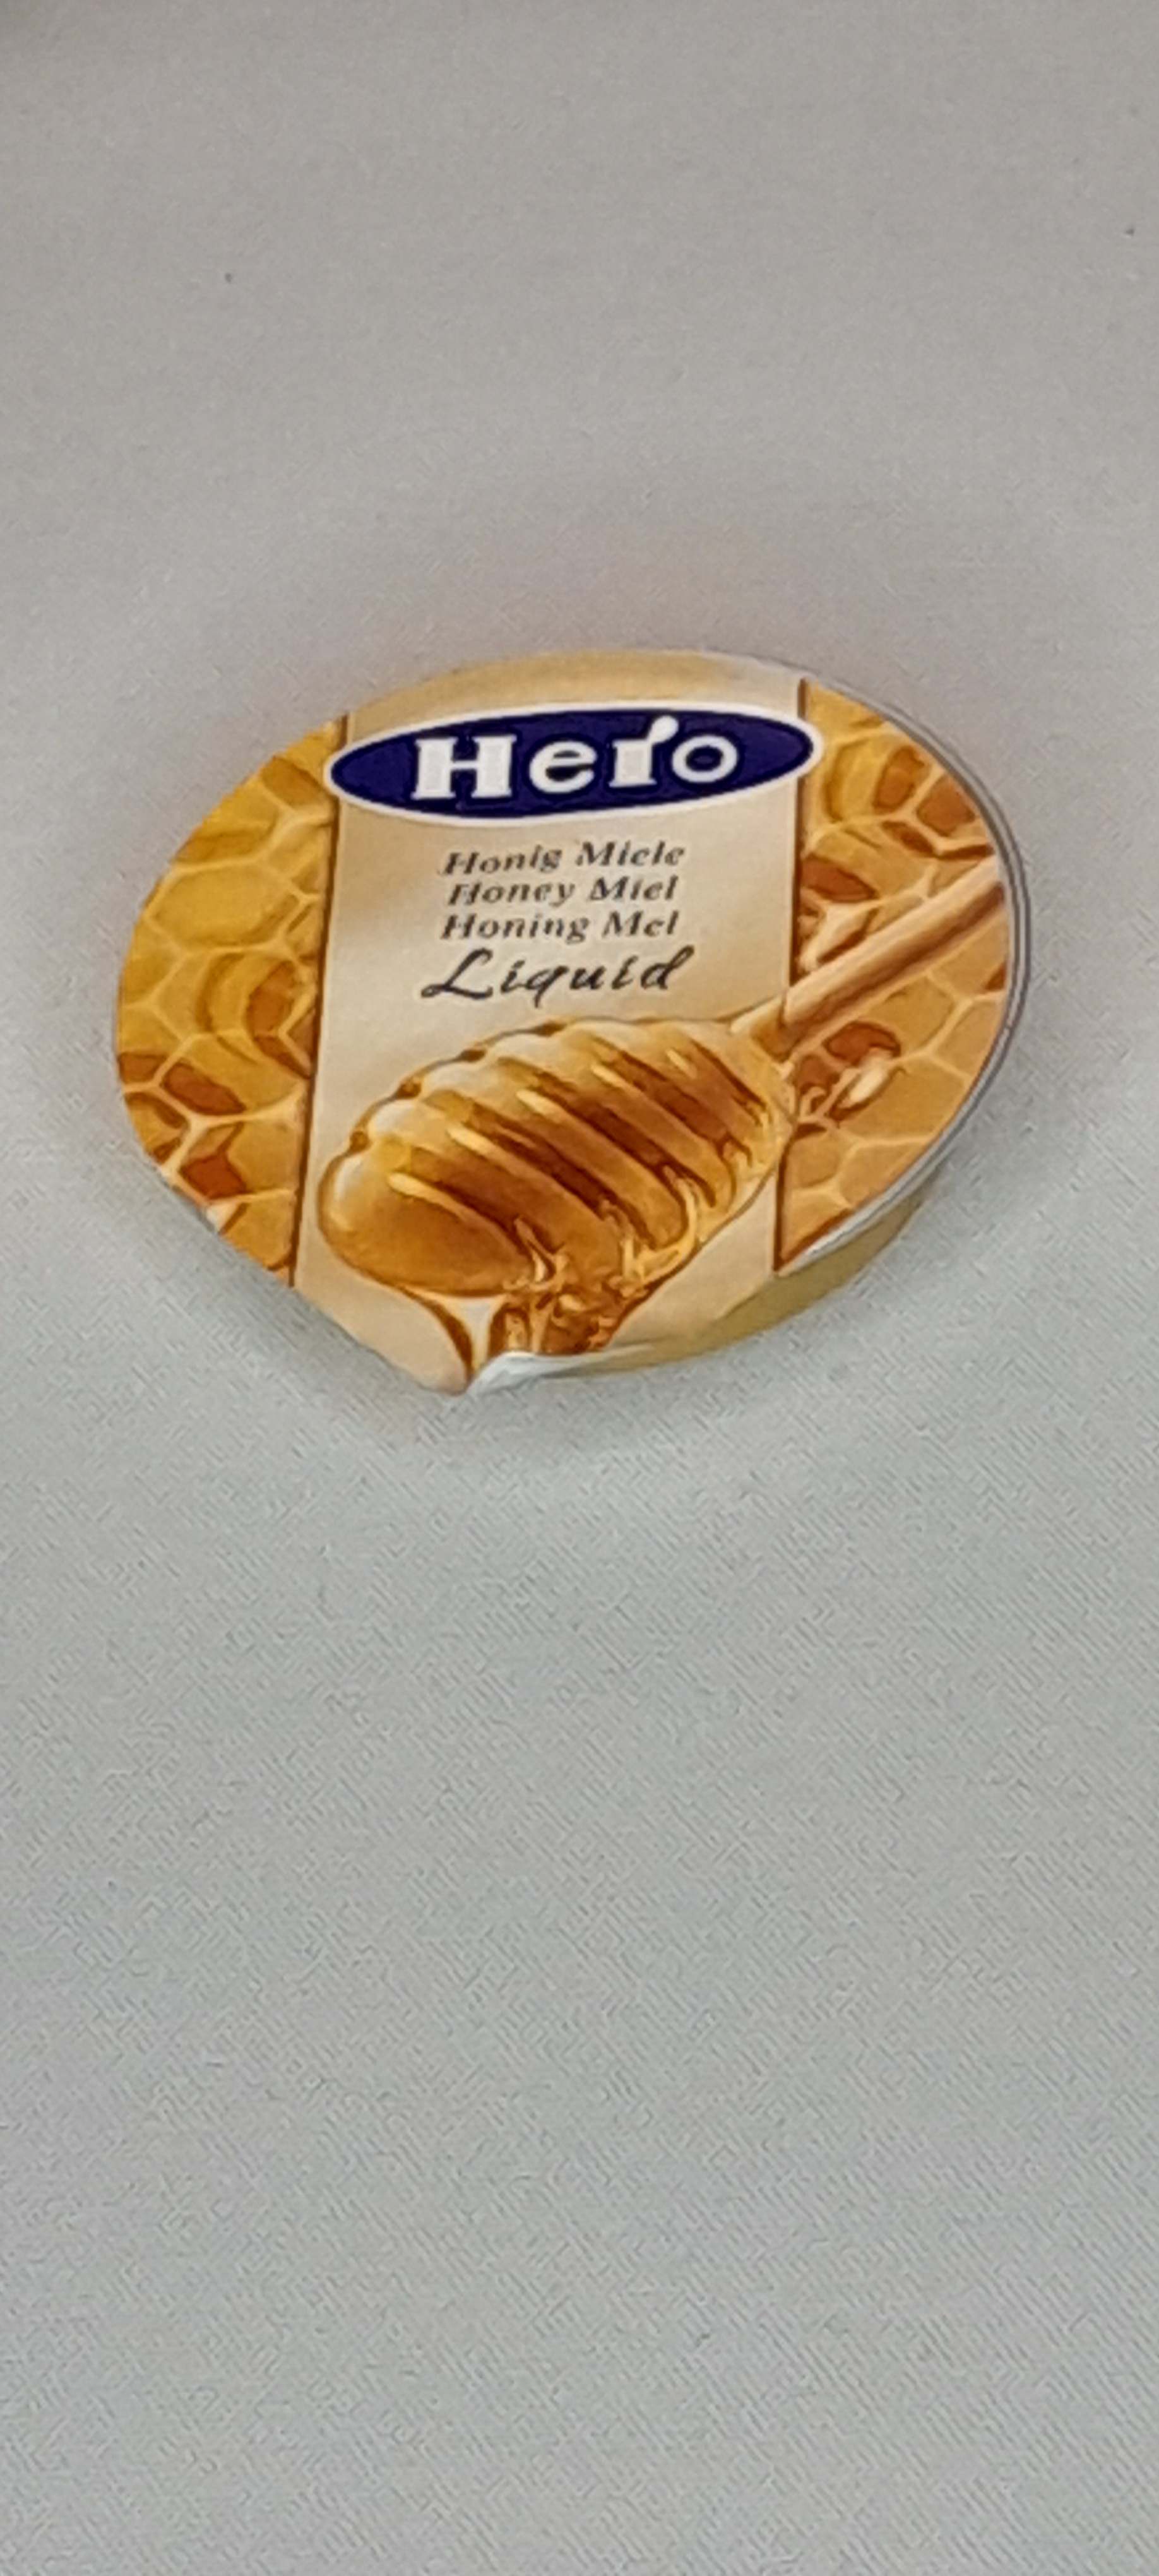 Hero
Honig Miele
Honey Miel
Honing Mel
Liquid